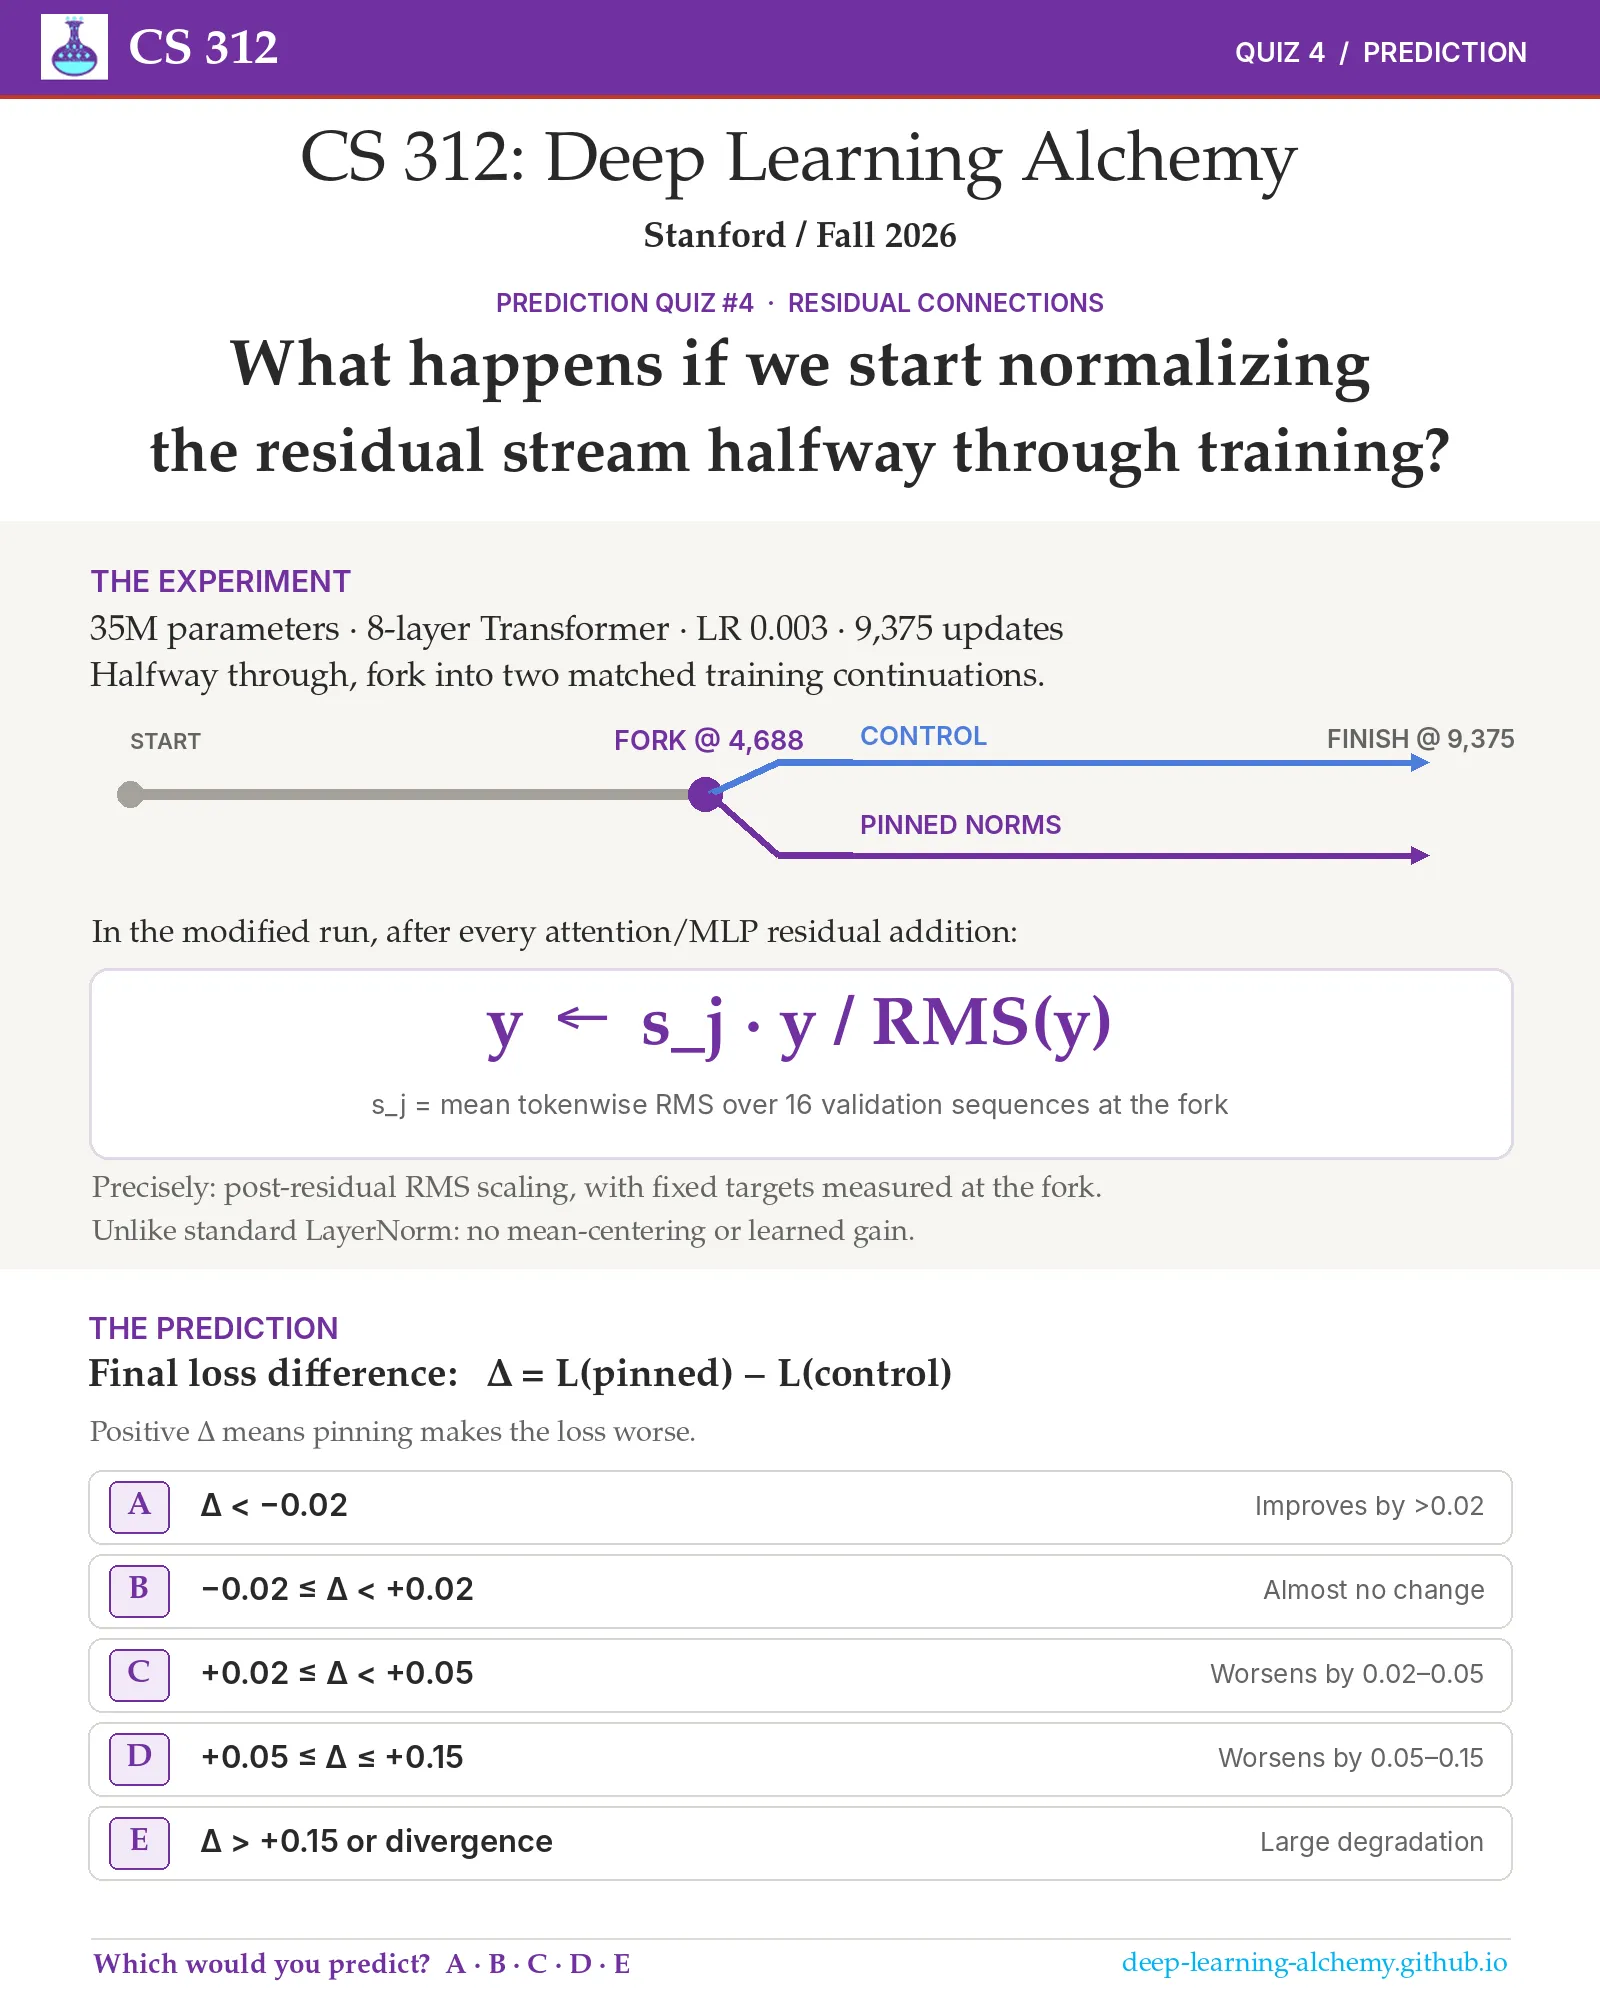 CS 312
QUIZ 4 / PREDICTION
CS 312: Deep Learning Alchemy
Stanford / Fall 2026
PREDICTION QUIZ #4 · RESIDUAL CONNECTIONS
What happens if we start normalizing
the residual stream halfway through training?
THE EXPERIMENT
35M parameters · 8-layer Transformer · LR 0.003 · 9,375 updates
Halfway through, fork into two matched training continuations.
START
FORK @ 4,688
CONTROL
FINISH @ 9,375
PINNED NORMS
In the modified run, after every attention/MLP residual addition:
y ← s_j · y / RMS(y)
s_j = mean tokenwise RMS over 16 validation sequences at the fork
Precisely: post-residual RMS scaling, with fixed targets measured at the fork.
Unlike standard LayerNorm: no mean-centering or learned gain.
THE PREDICTION
Final loss difference: Δ = L(pinned) – L(control)
Positive Δ means pinning makes the loss worse.
A Δ < −0.02 Improves by >0.02
B −0.02 ≤ Δ < +0.02 Almost no change
C +0.02 ≤ Δ < +0.05 Worsens by 0.02–0.05
D +0.05 ≤ Δ ≤ +0.15 Worsens by 0.05–0.15
E Δ > +0.15 or divergence Large degradation
Which would you predict? A · B · C · D · E
deep-learning-alchemy.github.io